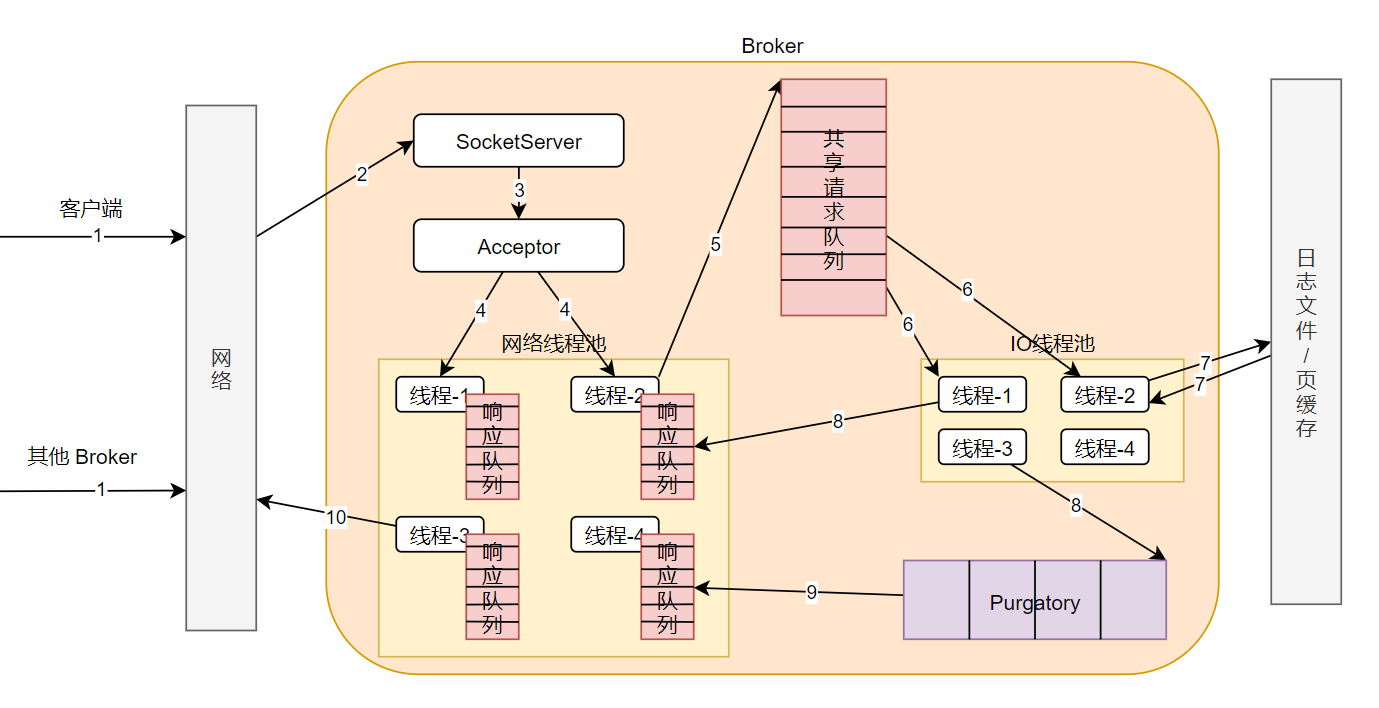 Broker
SocketServer
2
3
客户端
1
Acceptor
5
共享请求队列
4
4
6
6
网络
网络线程池
IO线程池
日志文件/页缓存
线程-1
线程-2
响应队列
响应队列
8
线程-1
线程-2
7
7
线程-3
线程-4
其他 Broker
1
10
线程-3
线程-4
响应队列
响应队列
8
9
Purgatory